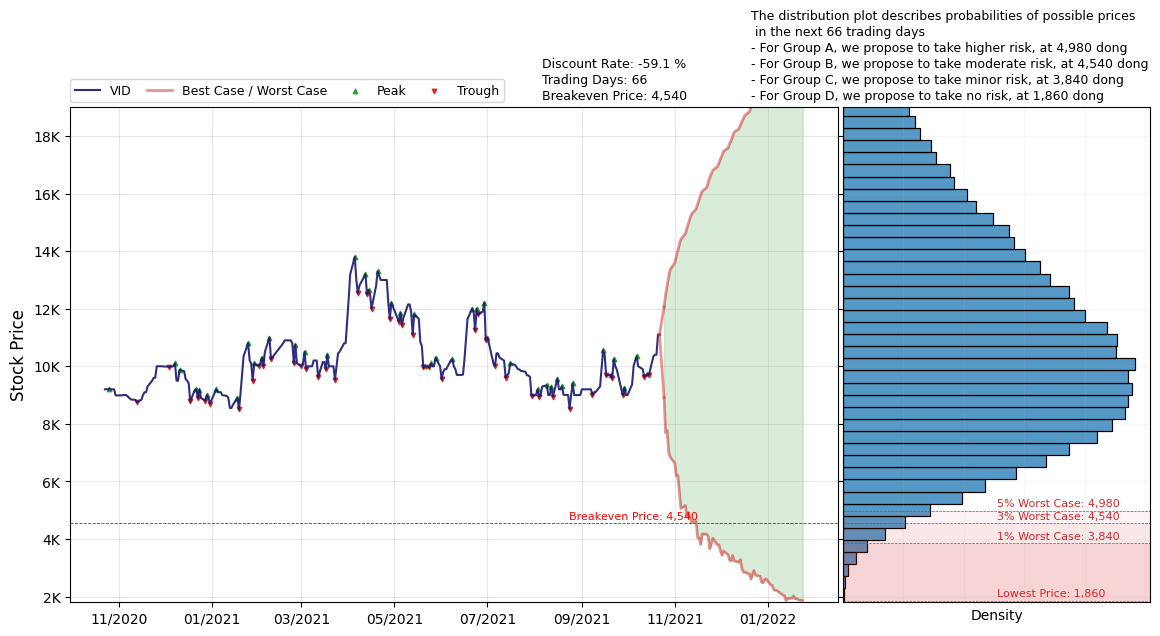 The distribution plot describes probabilities of possible prices
in the next 66 trading days
- For Group A, we propose to take higher risk, at 4,980 dong
- For Group B, we propose to take moderate risk, at 4,540 dong
- For Group C, we propose to take minor risk, at 3,840 dong
- For Group D, we propose to take no risk, at 1,860 dong
Discount Rate: -59.1 %
Trading Days: 66
Breakeven Price: 4,540
VID
Best Case / Worst Case
Peak
Trough
Stock Price
18K
16K
14K
12K
10K
8K
6K
4K
2K
Breakeven Price: 4,540
5% Worst Case: 4,980
3% Worst Case: 4,540
1% Worst Case: 3,840
Lowest Price: 1,860
11/2020
01/2021
03/2021
05/2021
07/2021
09/2021
11/2021
01/2022
Density